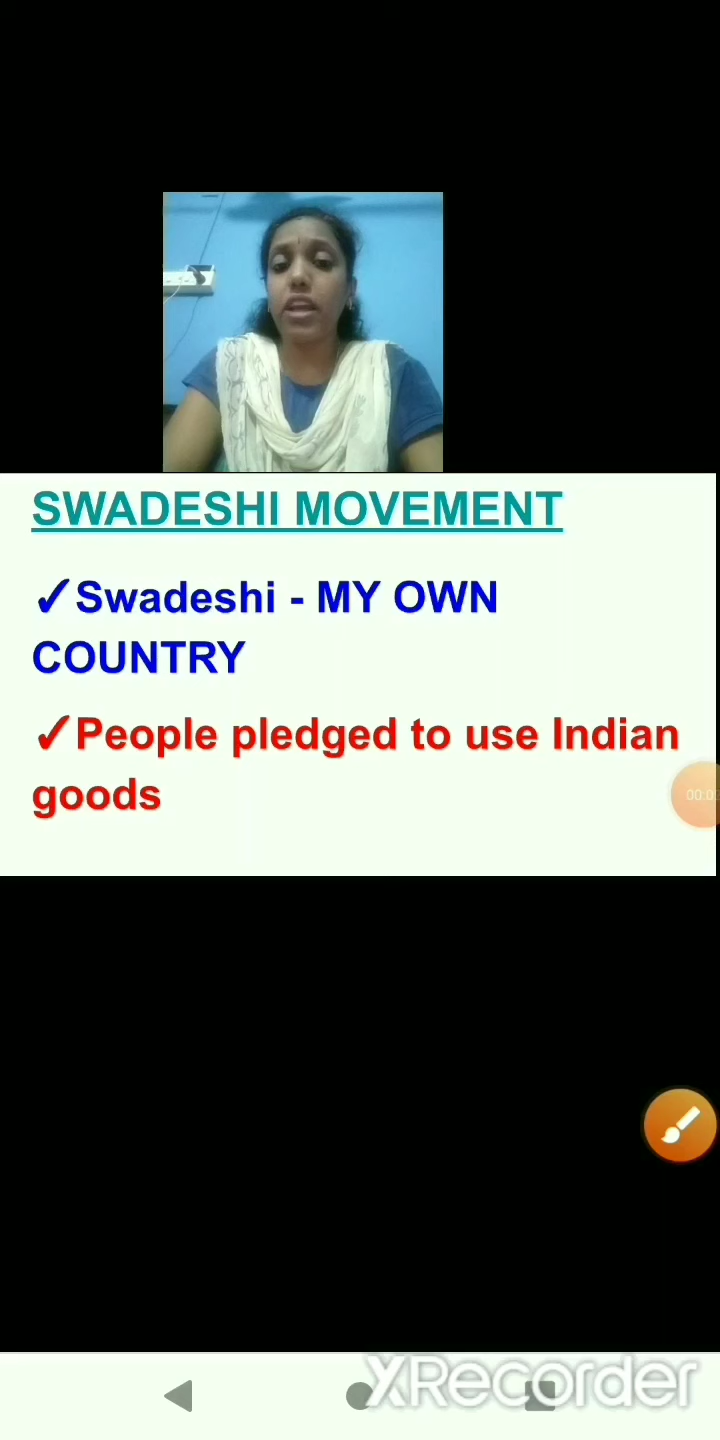 SWADESHI MOVEMENT
✓Swadeshi - MY OWN
COUNTRY
✓People pledged to use Indian
goods
XRecorder